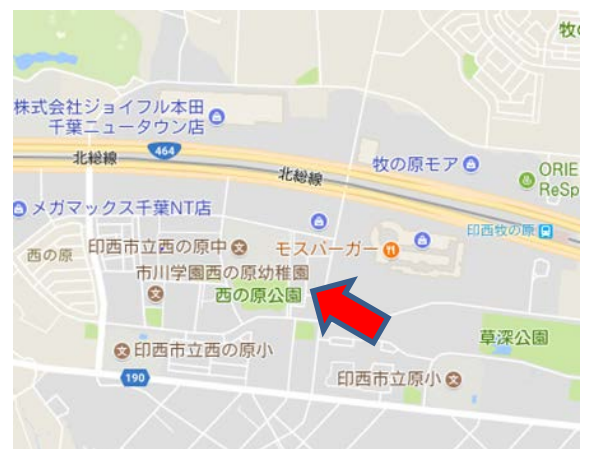 牧の
株式会社ジョイフル本田
千葉ニュータウン店
464
北総線
北総線
牧の原モア
ORIE
ReSp
メガマックス千葉NT店
印西牧の原
西の原
印西市立西の原中
モスバーガー
市川学園西の原幼稚園
西の原公園
草深公園
印西市立西の原小
190
印西市立原小